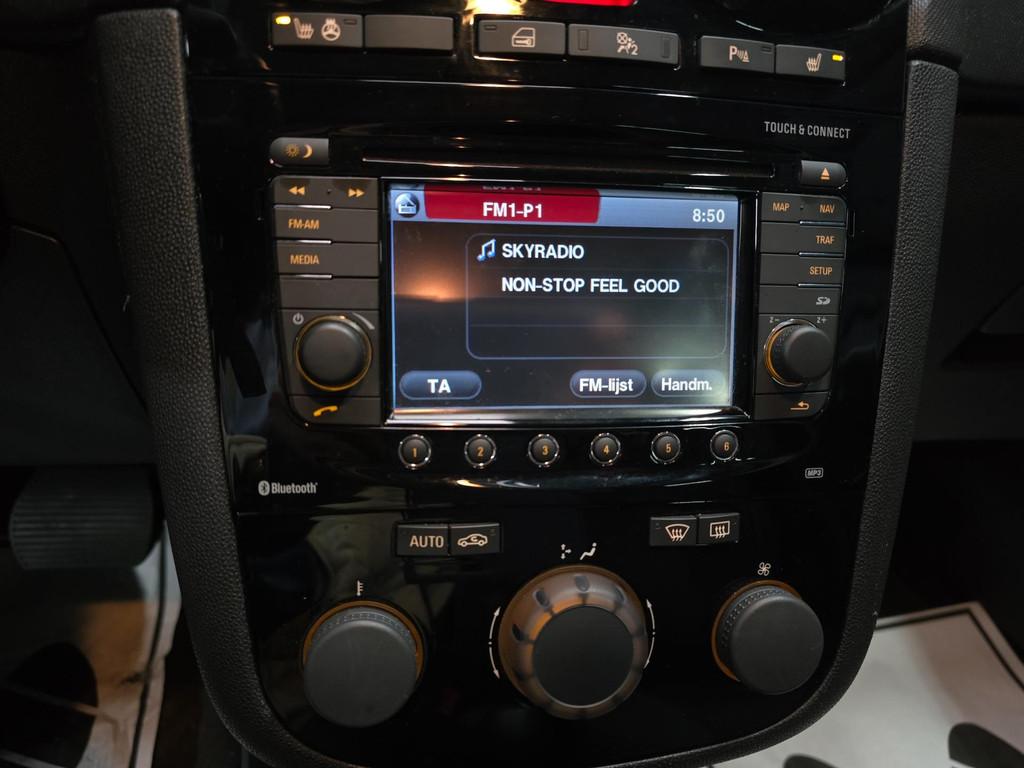 2
P
TOUCH & CONNECT
FM1-P1
8:50
SKYRADIO
NON-STOP FEEL GOOD
TA
FM-lijst
Handm.
FM-AM
MEDIA
MAP
NAV
TRAF
SETUP
z-
z+
1
2
3
4
5
6
Bluetooth
MP3
AUTO